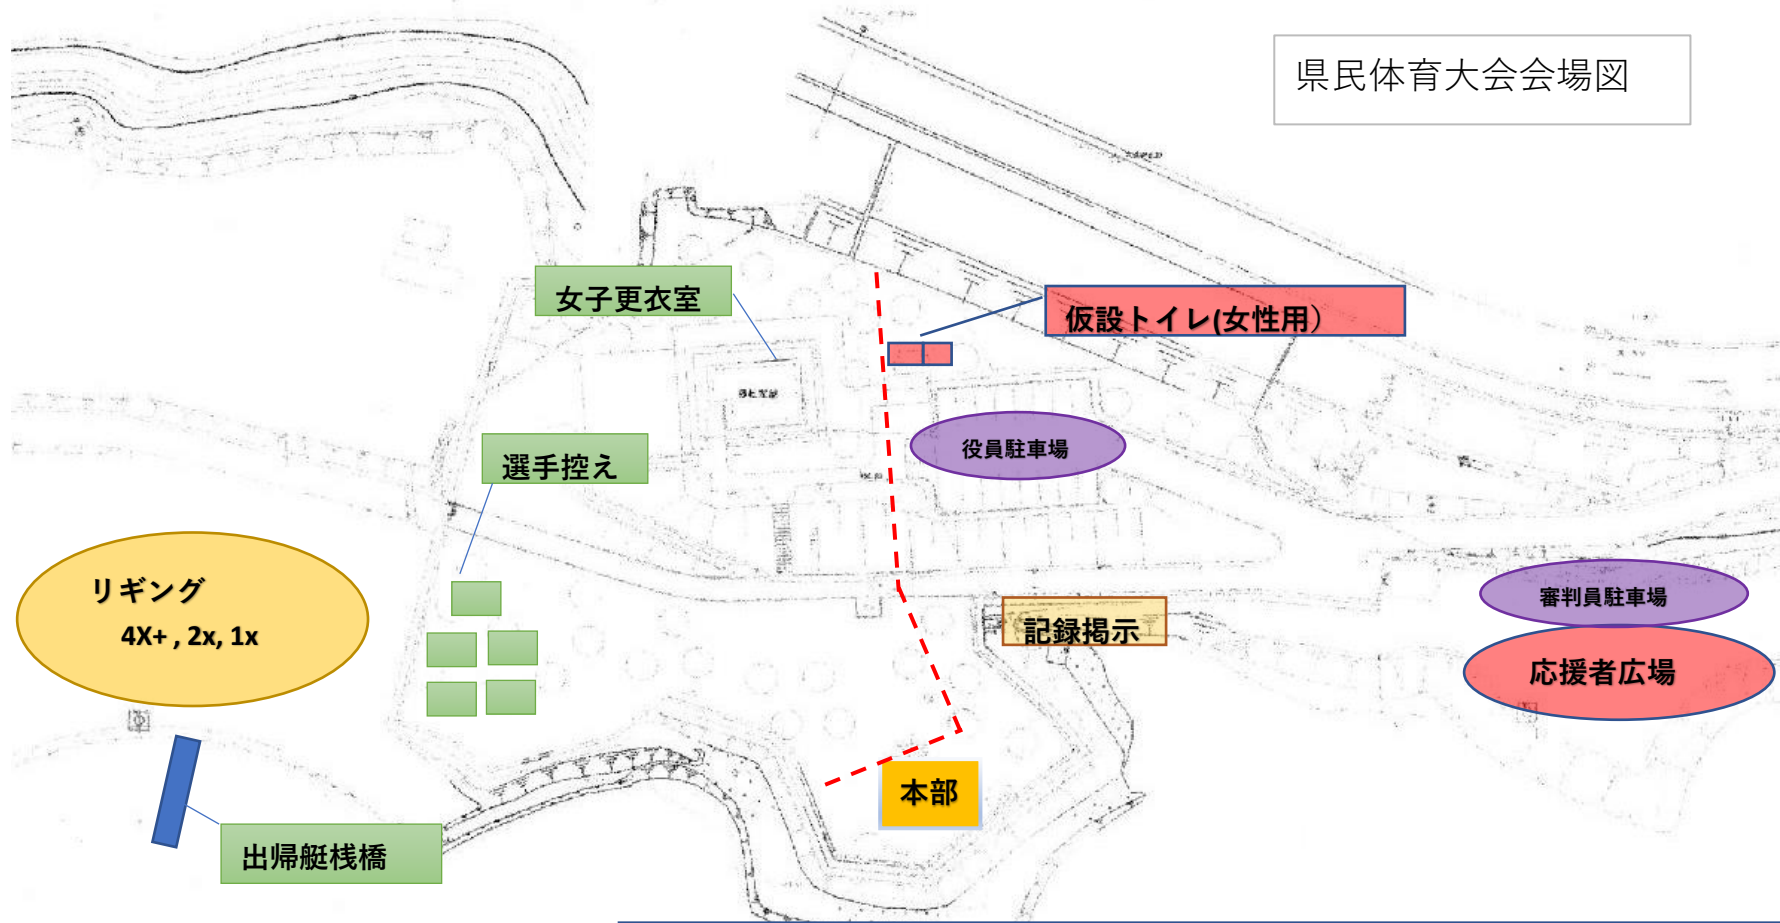 県民体育大会会場図
女子更衣室
仮設トイレ(女性用）
役員駐車場
選手控え
リギング
4X+ , 2x, 1x
審判員駐車場
記録掲示
応援者広場
本部
出帰艇桟橋